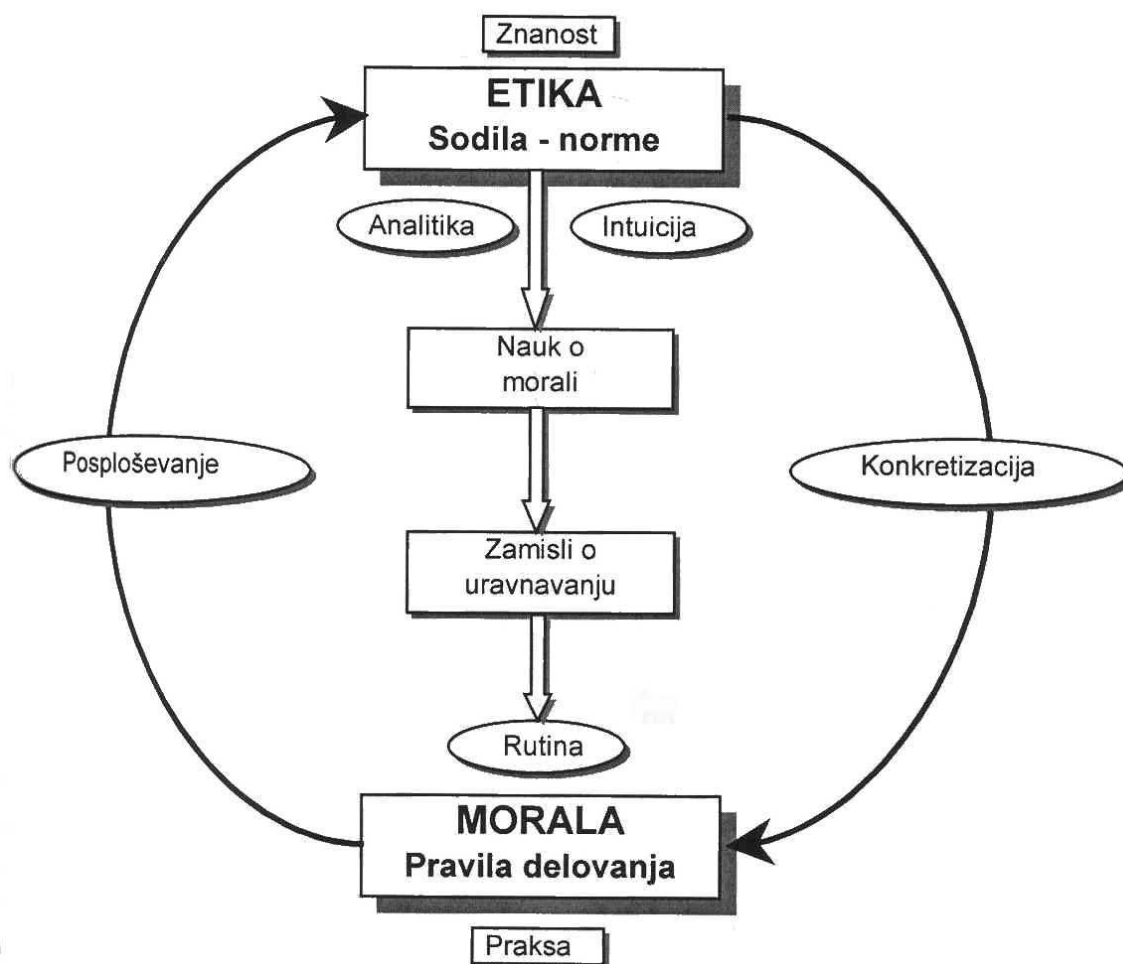 Znanost
ETIKA
Sodila - norme
Analitika
Intuicija
Nauk o
morali
Posploševanje
Konkretizacija
Zamisli o
uravnavanju
Rutina
MORALA
Pravila delovanja
Praksa